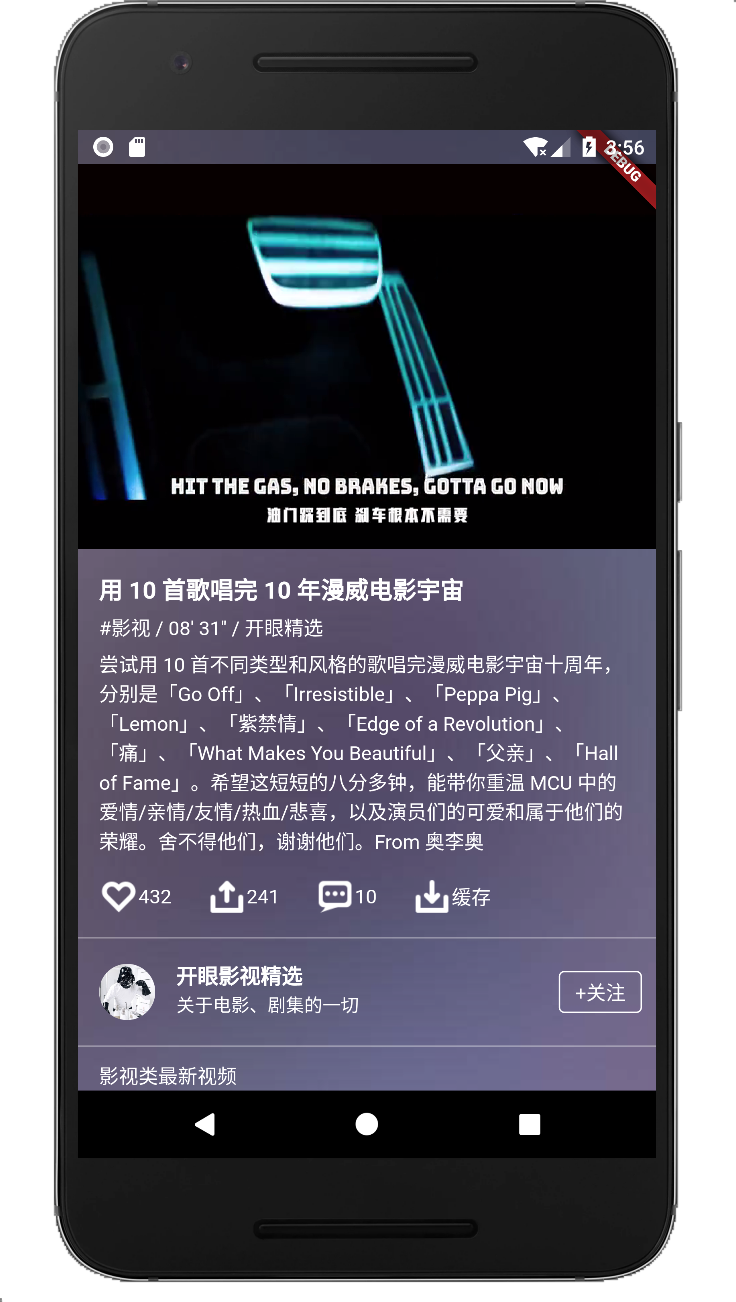 3:56
DEBUG
HIT THE GAS, NO BRAKES, GOTTA GO NOW
油门踩到底 刹车根本不需要
用 10 首歌唱完 10 年漫威电影宇宙
#影视 / 08' 31" / 开眼精选
尝试用 10 首不同类型和风格的歌唱完漫威电影宇宙十周年，
分别是「Go Off」、「Irresistible」、「Peppa Pig」、
「Lemon」、「紫禁情」、「Edge of a Revolution」、
「痛」、「What Makes You Beautiful」、「父亲」、「Hall
of Fame」。希望这短短的八分多钟，能带你重温 MCU 中的
爱情/亲情/友情/热血/悲喜，以及演员们的可爱和属于他们的
荣耀。舍不得他们，谢谢他们。From 奥李奥
432 241 10 缓存
开眼影视精选
关于电影、剧集的一切
+关注
影视类最新视频